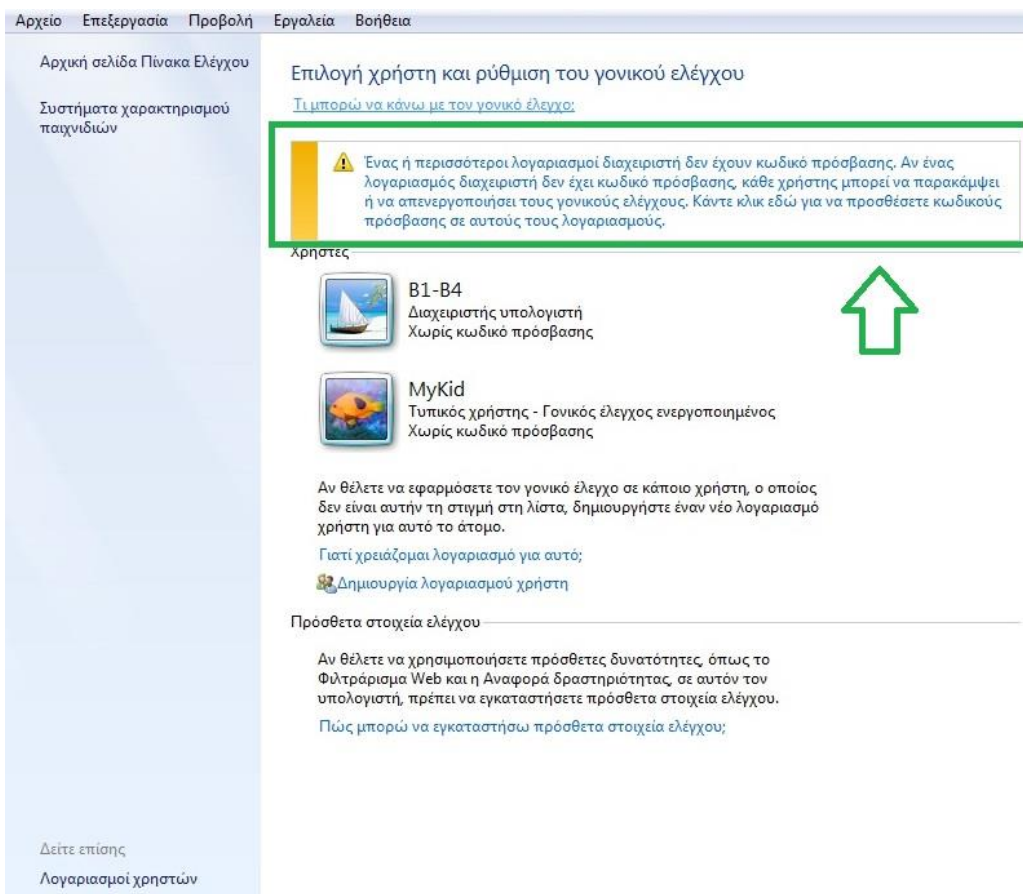 Αρχείο Επεξεργασία Προβολή Εργαλεία Βοήθεια
Αρχική σελίδα Πίνακα Ελέγχου
Συστήματα χαρακτηρισμού
παιχνιδιών
Επιλογή χρήστη και ρύθμιση του γονικού ελέγχου
Τι μπορώ να κάνω με τον γονικό έλεγχο;
Ένας ή περισσότεροι λογαριασμοί διαχειριστή δεν έχουν κωδικό πρόσβασης. Αν ένας
λογαριασμός διαχειριστή δεν έχει κωδικό πρόσβασης, κάθε χρήστης μπορεί να παρακάμψει
ή να απενεργοποιήσει τους γονικούς ελέγχους. Κάντε κλικ εδώ για να προσθέσετε κωδικούς
πρόσβασης σε αυτούς τους λογαριασμούς.
Χρήστες
B1-B4
Διαχειριστής υπολογιστή
Χωρίς κωδικό πρόσβασης
MyKid
Τυπικός χρήστης - Γονικός έλεγχος ενεργοποιημένος
Χωρίς κωδικό πρόσβασης
Αν θέλετε να εφαρμόσετε τον γονικό έλεγχο σε κάποιο χρήστη, ο οποίος
δεν είναι αυτήν τη στιγμή στη λίστα, δημιουργήστε έναν νέο λογαριασμό
χρήστη για αυτό το άτομο.
Γιατί χρειάζομαι λογαριασμό για αυτό;
Δημιουργία λογαριασμού χρήστη
Πρόσθετα στοιχεία ελέγχου
Αν θέλετε να χρησιμοποιήσετε πρόσθετες δυνατότητες, όπως το
Φιλτράρισμα Web και η Αναφορά δραστηριότητας, σε αυτόν τον
υπολογιστή, πρέπει να εγκαταστήσετε πρόσθετα στοιχεία ελέγχου.
Πώς μπορώ να εγκαταστήσω πρόσθετα στοιχεία ελέγχου;
Δείτε επίσης
Λογαριασμοί χρηστών